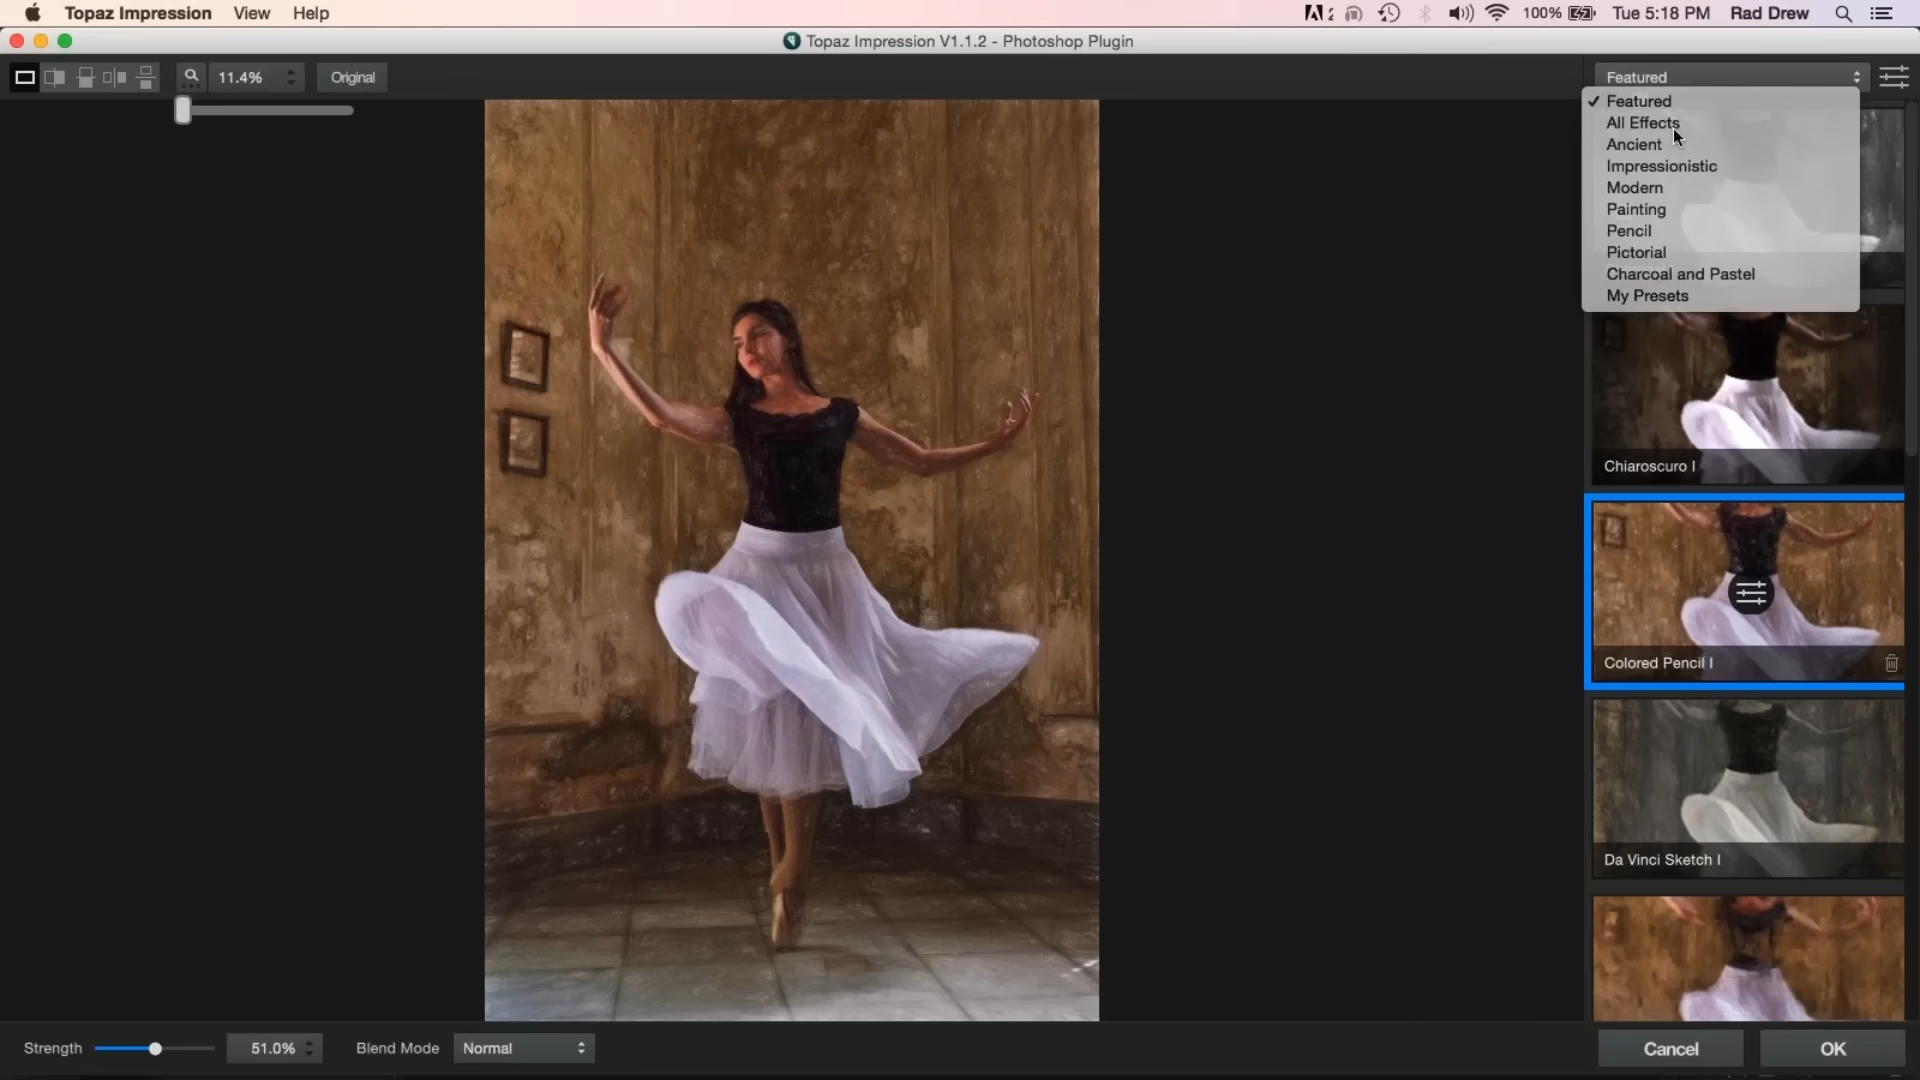 Topaz Impression View Help
100% Tue 5:18 PM Rad Drew
Topaz Impression V1.1.2 - Photoshop Plugin
11.4% Original Featured
Featured
All Effects
Ancient
Impressionistic
Modern
Painting
Pencil
Pictorial
Charcoal and Pastel
My Presets
Chiaroscuro I
Colored Pencil I
Da Vinci Sketch I
Strength 51.0% Blend Mode Normal Cancel OK